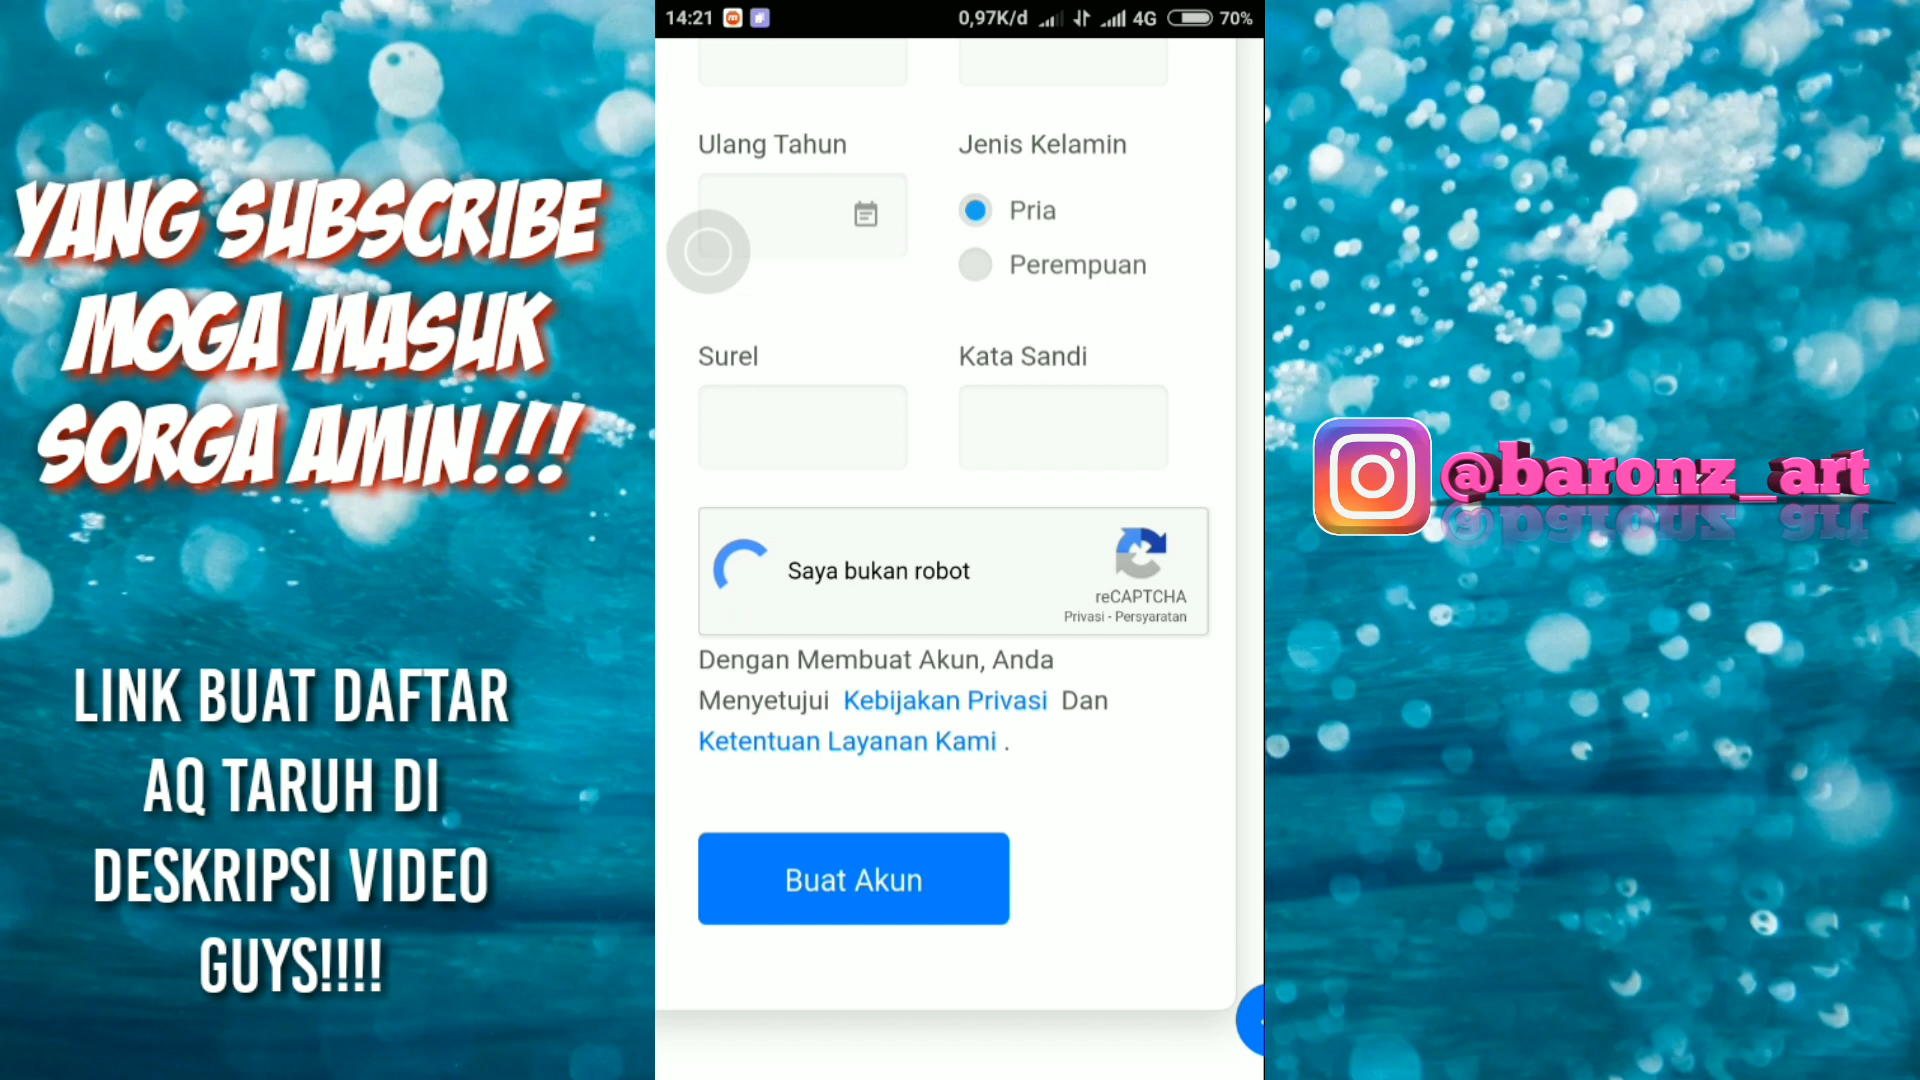 YANG SUBSCRIBE
MOGA MASUK
SORGA AMIN!!!
LINK BUAT DAFTAR
AQ TARUH DI
DESKRIPSI VIDEO
GUYS!!!!
14:21 0,97K/d 4G 70%
Ulang Tahun Jenis Kelamin
Pria
Perempuan
Surel Kata Sandi
Saya bukan robot
reCAPTCHA
Privasi - Persyaratan
Dengan Membuat Akun, Anda
Menyetujui Kebijakan Privasi Dan
Ketentuan Layanan Kami .
Buat Akun
@baronz_art